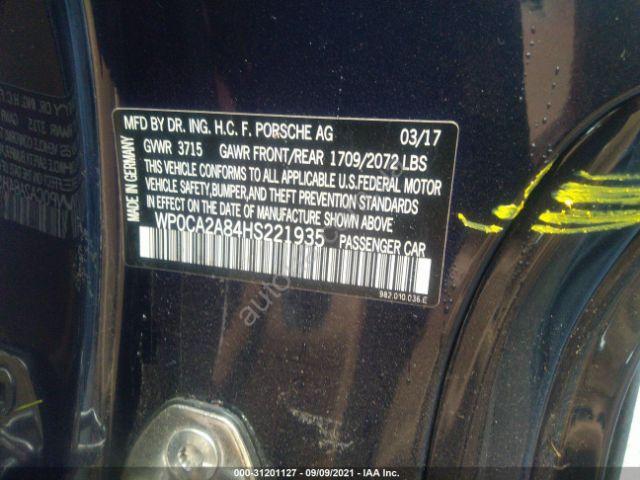 MFD BY DR. ING. H.C. F. PORSCHE AG 03/17
GVWR 3715 GAWR FRONT/REAR 1709/2072 LBS
THIS VEHICLE CONFORMS TO ALL APPLICABLE U.S.FEDERAL MOTOR
VEHICLE SAFETY,BUMPER,AND THEFT PREVENTION STANDARDS
IN EFFECT ON THE DATE OF MANUFACTURE SHOWN ABOVE.
WP0CA2A84HS221935 PASSENGER CAR
MADE IN GERMANY
982.010.036.E
000-31201127 - 09/09/2021 - IAA Inc.